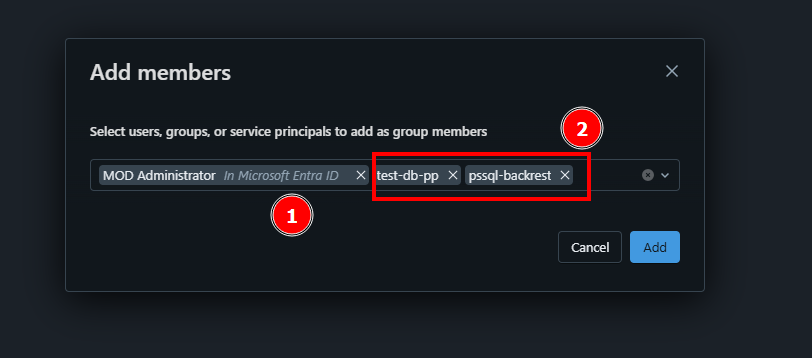 Add members
Select users, groups, or service principals to add as group members
2
MOD Administrator In Microsoft Entra ID test-db-pp pssql-backrest
1
Cancel Add